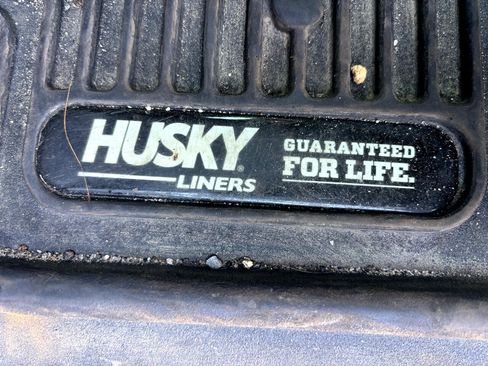 HUSKY®
LINERS
GUARANTEED
FOR LIFE.